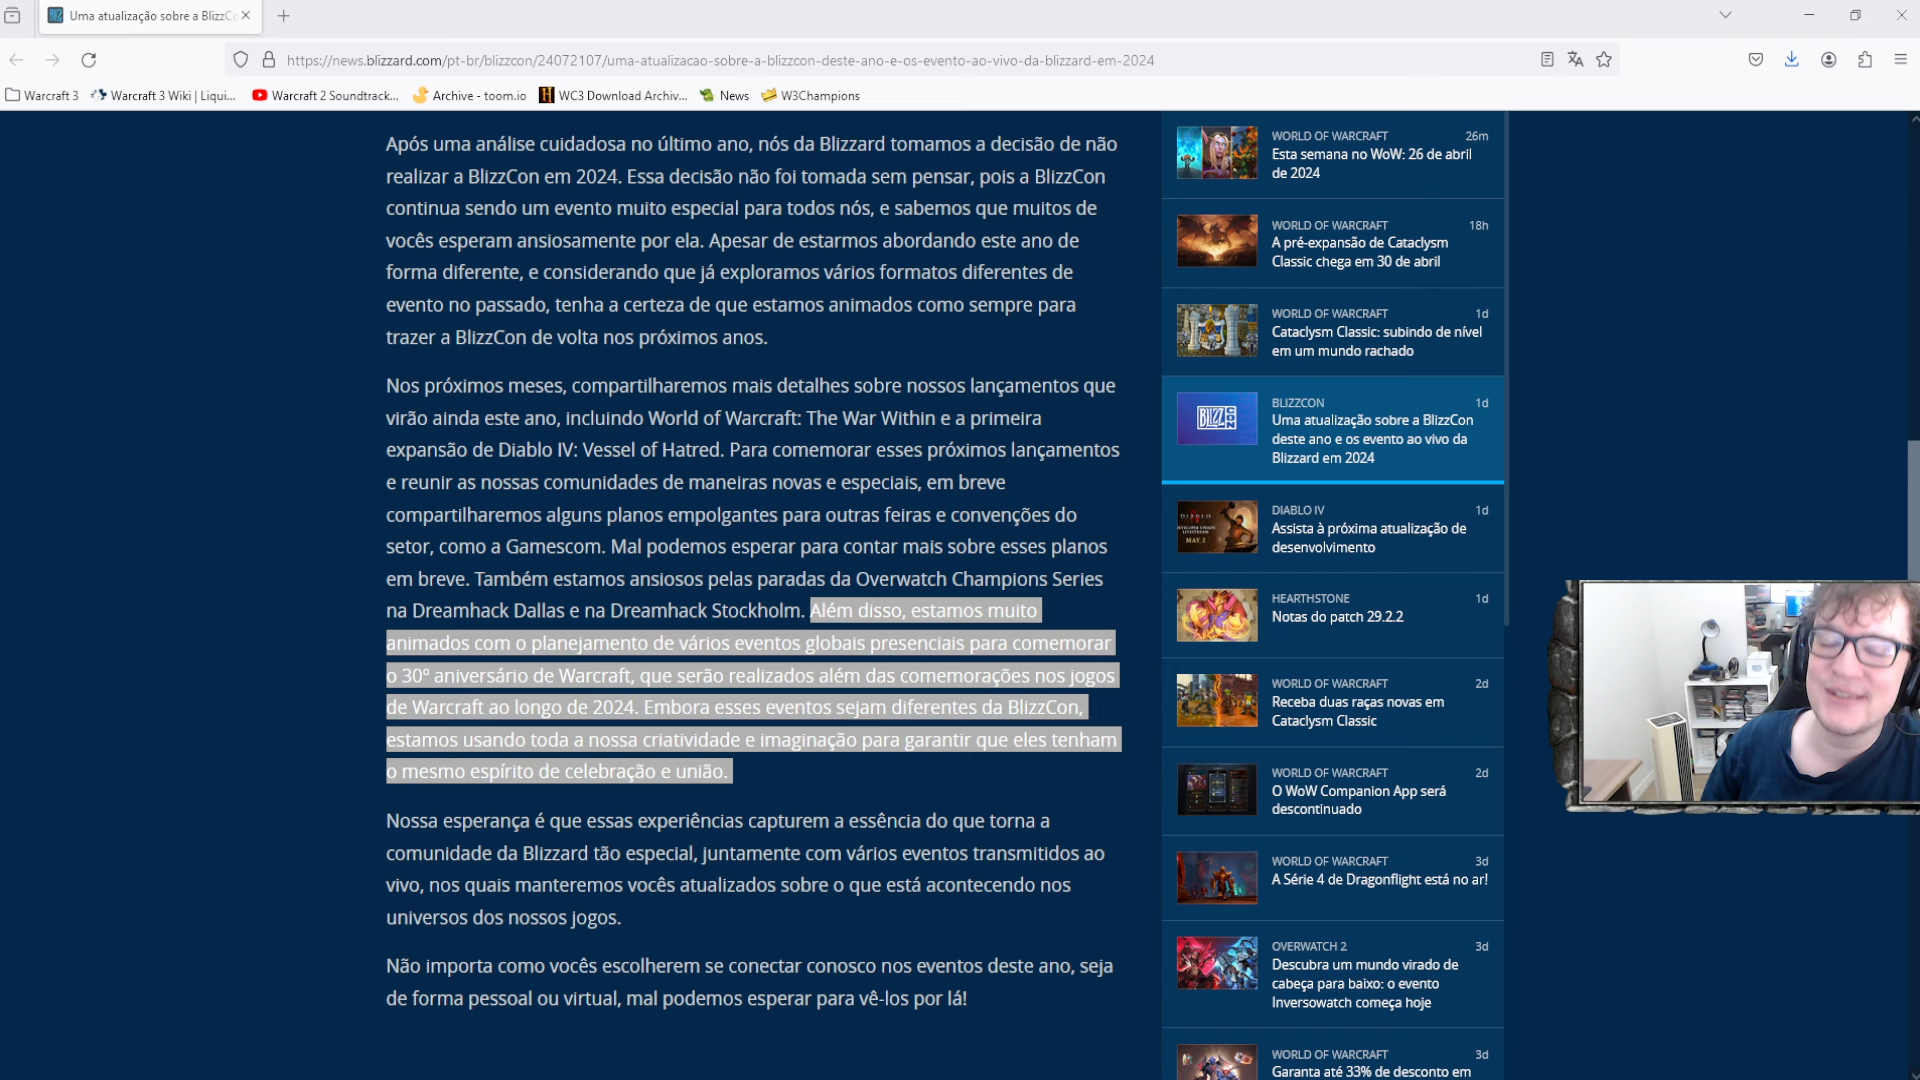 Uma atualização sobre a BlizzC
https://news.blizzard.com/pt-br/blizzcon/24072107/uma-atualizacao-sobre-a-blizzcon-deste-ano-e-os-evento-ao-vivo-da-blizzard-em-2024
Warcraft 3
Warcraft 3 Wiki | Liqui...
Warcraft 2 Soundtrack...
Archive - toom.io
WC3 Download Archiv...
News
W3Champions
Após uma análise cuidadosa no último ano, nós da Blizzard tomamos a decisão de não
realizar a BlizzCon em 2024. Essa decisão não foi tomada sem pensar, pois a BlizzCon
continua sendo um evento muito especial para todos nós, e sabemos que muitos de
vocês esperam ansiosamente por ela. Apesar de estarmos abordando este ano de
forma diferente, e considerando que já exploramos vários formatos diferentes de
evento no passado, tenha a certeza de que estamos animados como sempre para
trazer a BlizzCon de volta nos próximos anos.
Nos próximos meses, compartilharemos mais detalhes sobre nossos lançamentos que
virão ainda este ano, incluindo World of Warcraft: The War Within e a primeira
expansão de Diablo IV: Vessel of Hatred. Para comemorar esses próximos lançamentos
e reunir as nossas comunidades de maneiras novas e especiais, em breve
compartilharemos alguns planos empolgantes para outras feiras e convenções do
setor, como a Gamescom. Mal podemos esperar para contar mais sobre esses planos
em breve. Também estamos ansiosos pelas paradas da Overwatch Champions Series
na Dreamhack Dallas e na Dreamhack Stockholm. Além disso, estamos muito
animados com o planejamento de vários eventos globais presenciais para comemorar
o 30º aniversário de Warcraft, que serão realizados além das comemorações nos jogos
de Warcraft ao longo de 2024. Embora esses eventos sejam diferentes da BlizzCon,
estamos usando toda a nossa criatividade e imaginação para garantir que eles tenham
o mesmo espírito de celebração e união.
Nossa esperança é que essas experiências capturem a essência do que torna a
comunidade da Blizzard tão especial, juntamente com vários eventos transmitidos ao
vivo, nos quais manteremos vocês atualizados sobre o que está acontecendo nos
universos dos nossos jogos.
Não importa como vocês escolherem se conectar conosco nos eventos deste ano, seja
de forma pessoal ou virtual, mal podemos esperar para vê-los por lá!
WORLD OF WARCRAFT 26m
Esta semana no WoW: 26 de abril
de 2024
WORLD OF WARCRAFT 18h
A pré-expansão de Cataclysm
Classic chega em 30 de abril
WORLD OF WARCRAFT 1d
Cataclysm Classic: subindo de nível
em um mundo rachado
BLIZZCON 1d
Uma atualização sobre a BlizzCon
deste ano e os evento ao vivo da
Blizzard em 2024
DIABLO IV 1d
Assista à próxima atualização de
desenvolvimento
HEARTHSTONE 1d
Notas do patch 29.2.2
WORLD OF WARCRAFT 2d
Receba duas raças novas em
Cataclysm Classic
WORLD OF WARCRAFT 2d
O WoW Companion App será
descontinuado
WORLD OF WARCRAFT 3d
A Série 4 de Dragonflight está no ar!
OVERWATCH 2 3d
Descubra um mundo virado de
cabeça para baixo: o evento
Inversowatch começa hoje
WORLD OF WARCRAFT 3d
Garanta até 33% de desconto em